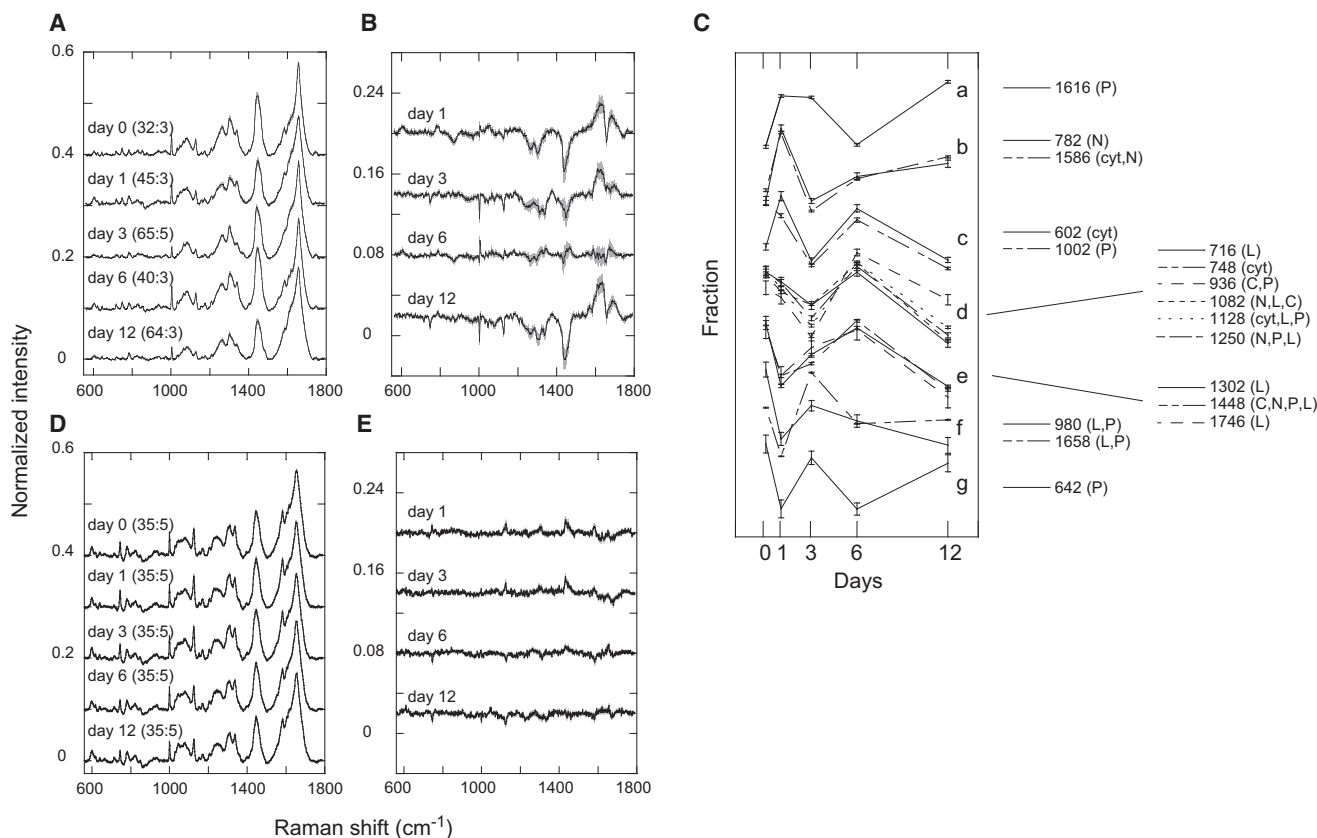 A
0.6
day 0 (32:3)
0.4
day 1 (45:3)
day 3 (65:5)
0.2
day 6 (40:3)
day 12 (64:3)
0
600
1000
1400
1800
B
0.24
day 1
0.16
day 3
day 6
0.08
day 12
0
600
1000
1400
1800
C
Fraction
a
b
c
d
e
f
g
0
1
3
6
12
Days
1616 (P)
782 (N)
1586 (cyt,N)
602 (cyt)
1002 (P)
716 (L)
748 (cyt)
936 (C,P)
1082 (N,L,C)
1128 (cyt,L,P)
1250 (N,P,L)
1302 (L)
1448 (C,N,P,L)
1746 (L)
980 (L,P)
1658 (L,P)
642 (P)
Normalized intensity
D
0.6
day 0 (35:5)
0.4
day 1 (35:5)
day 3 (35:5)
0.2
day 6 (35:5)
day 12 (35:5)
0
600
1000
1400
1800
E
0.24
day 1
0.16
day 3
day 6
0.08
day 12
0
600
1000
1400
1800
Raman shift (cm-1)